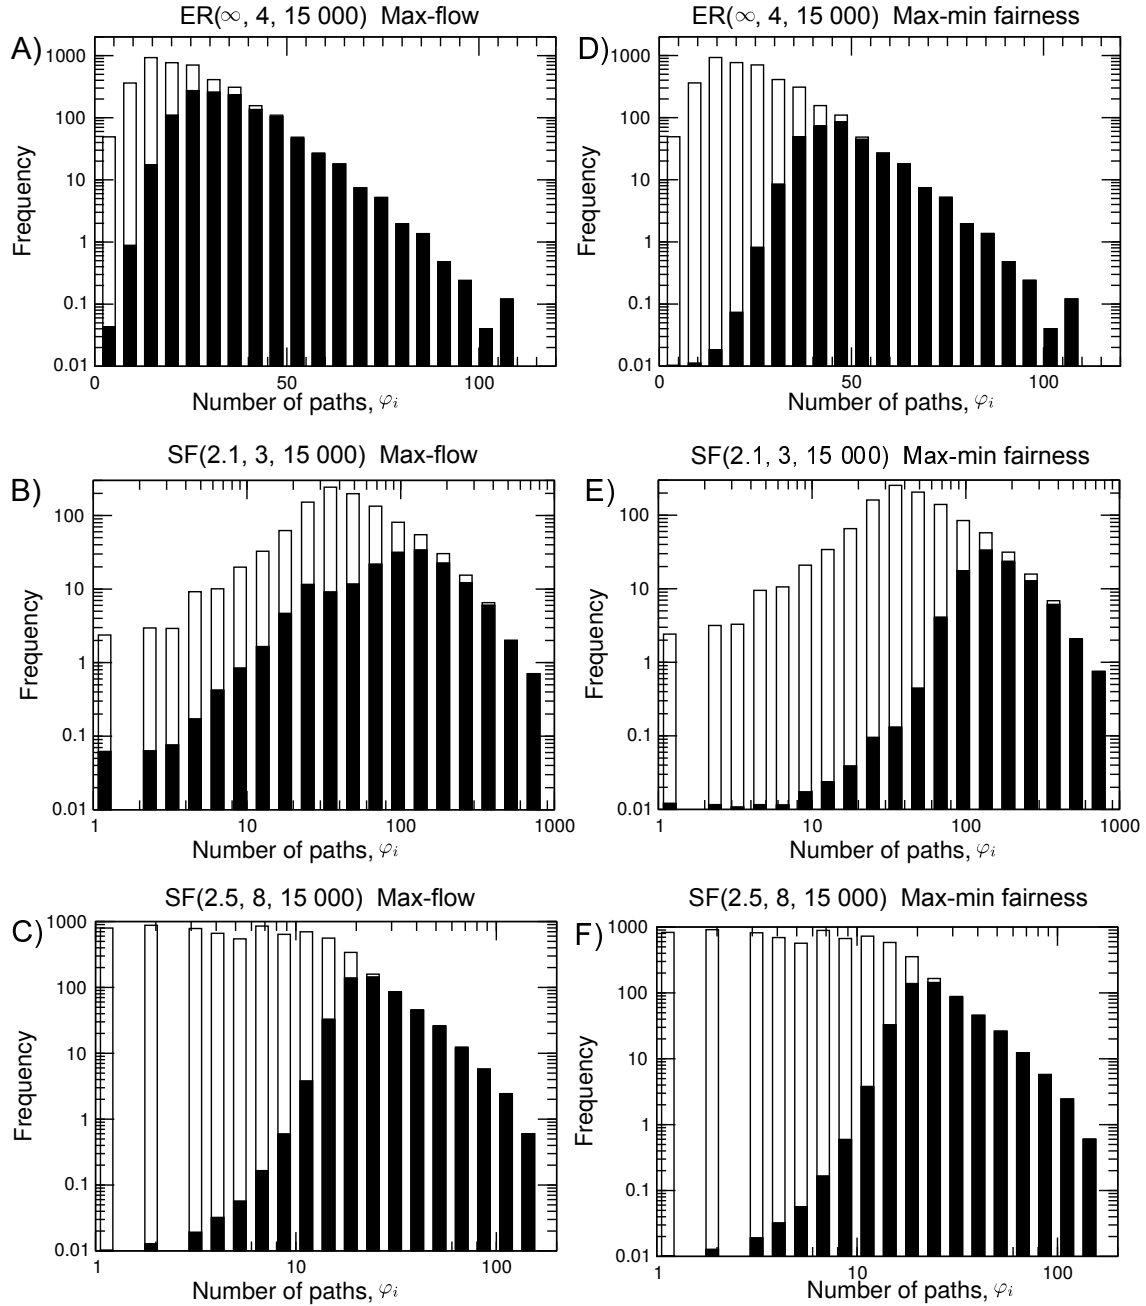 ER(∞, 4, 15 000) Max-flow
A)
1000
100
10
1
0.1
0.01
Frequency
0 50 100
Number of paths, φi
ER(∞, 4, 15 000) Max-min fairness
D)
1000
100
10
1
0.1
0.01
Frequency
0 50 100
Number of paths, φi
SF(2.1, 3, 15 000) Max-flow
B)
100
10
1
0.1
0.01
Frequency
1 10 100 1000
Number of paths, φi
SF(2.1, 3, 15 000) Max-min fairness
E)
100
10
1
0.1
0.01
Frequency
1 10 100 1000
Number of paths, φi
SF(2.5, 8, 15 000) Max-flow
C)
1000
100
10
1
0.1
0.01
Frequency
1 10 100
Number of paths, φi
SF(2.5, 8, 15 000) Max-min fairness
F)
1000
100
10
1
0.1
0.01
Frequency
1 10 100
Number of paths, φi